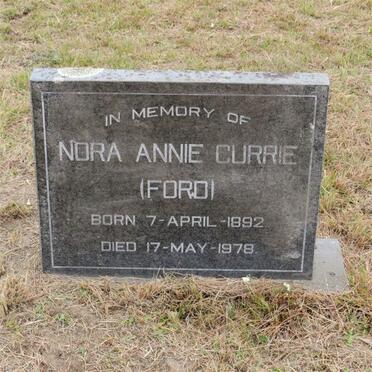 IN MEMORY OF
NORA ANNIE CURRIE
(FORD)
BORN 7-APRIL-1892
DIED 17-MAY-1978